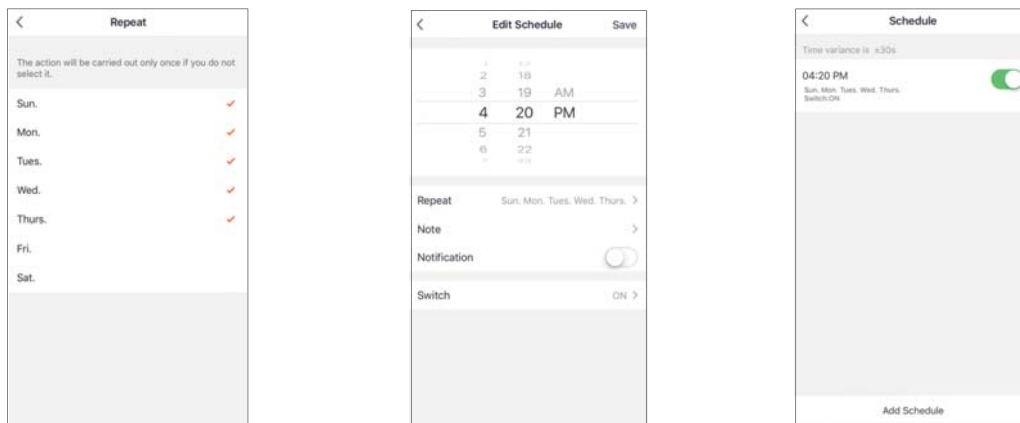 Repeat
The action will be carried out only once if you do not
select it.
Sun.
Mon.
Tues.
Wed.
Thurs.
Fri.
Sat.
Edit Schedule Save
2 18
3 19 AM
4 20 PM
5 21
6 22
Repeat Sun. Mon. Tues. Wed. Thurs.
Note
Notification
Switch ON
Schedule
Time variance is ±30s
04:20 PM
Sun. Mon. Tues. Wed. Thurs.
Switch:ON
Add Schedule